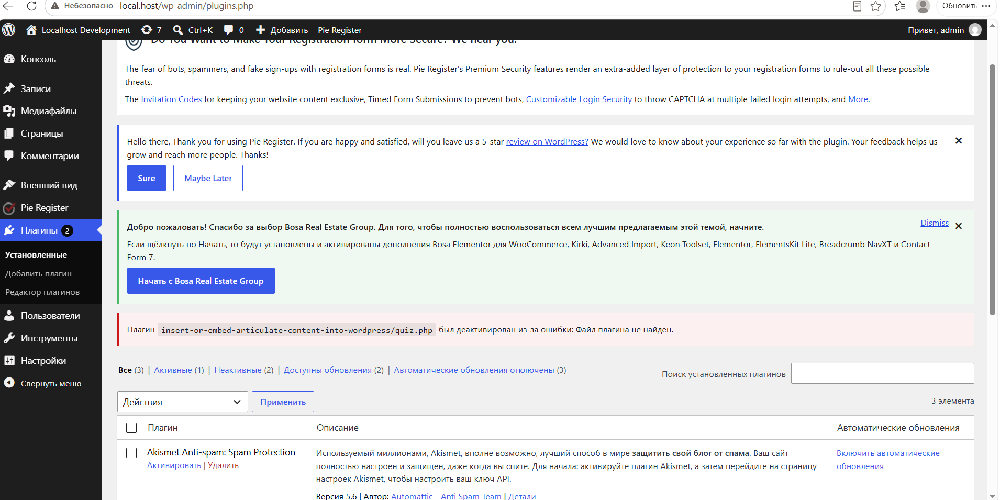 Небезопасно local.host/wp-admin/plugins.php Обновить
Localhost Development 7 Ctrl+K 0 Добавить Pie Register Привет, admin
Консоль
Записи
Медиафайлы
Страницы
Комментарии
Внешний вид
Pie Register
Плагины 2
Установленные
Добавить плагин
Редактор плагинов
Пользователи
Инструменты
Настройки
Свернуть меню
Do You Want to Make Your Registration form More Secure? We hear you.
The fear of bots, spammers, and fake sign-ups with registration forms is real. Pie Register’s Premium Security features render an extra-added layer of protection to your registration forms to rule-out all these possible
threats.
The Invitation Codes for keeping your website content exclusive, Timed Form Submissions to prevent bots, Customizable Login Security to throw CAPTCHA at multiple failed login attempts, and More.
Hello there, Thank you for using Pie Register. If you are happy and satisfied, will you leave us a 5-star review on WordPress? We would love to know about your experience so far with the plugin. Your feedback helps us
grow and reach more people. Thanks!
Sure Maybe Later
Добро пожаловать! Спасибо за выбор Bosa Real Estate Group. Для того, чтобы полностью воспользоваться всем лучшим предлагаемым этой темой, начните.
Dismiss
Если щёлкнуть по Начать, то будут установлены и активированы дополнения Bosa Elementor для WooCommerce, Kirki, Advanced Import, Keon Toolset, Elementor, ElementsKit Lite, Breadcrumb NavXT и Contact
Form 7.
Начать с Bosa Real Estate Group
Плагин insert-or-embed-articulate-content-into-wordpress/quiz.php был деактивирован из-за ошибки: Файл плагина не найден.
Все (3) | Активные (1) | Неактивные (2) | Доступны обновления (2) | Автоматические обновления отключены (3)
Поиск установленных плагинов
Действия Применить
3 элемента
Плагин Описание Автоматические обновления
Akismet Anti-spam: Spam Protection
Активировать | Удалить
Используемый миллионами, Akismet, вполне возможно, лучший способ в мире защитить свой блог от спама. Ваш сайт
полностью настроен и защищен, даже когда вы спите. Для начала: активируйте плагин Akismet, а затем перейдите на страницу
настроек Akismet, чтобы настроить ваш ключ API.
Версия 5.6 | Автор: Automattic - Anti Spam Team | Детали
Включить автоматические
обновления